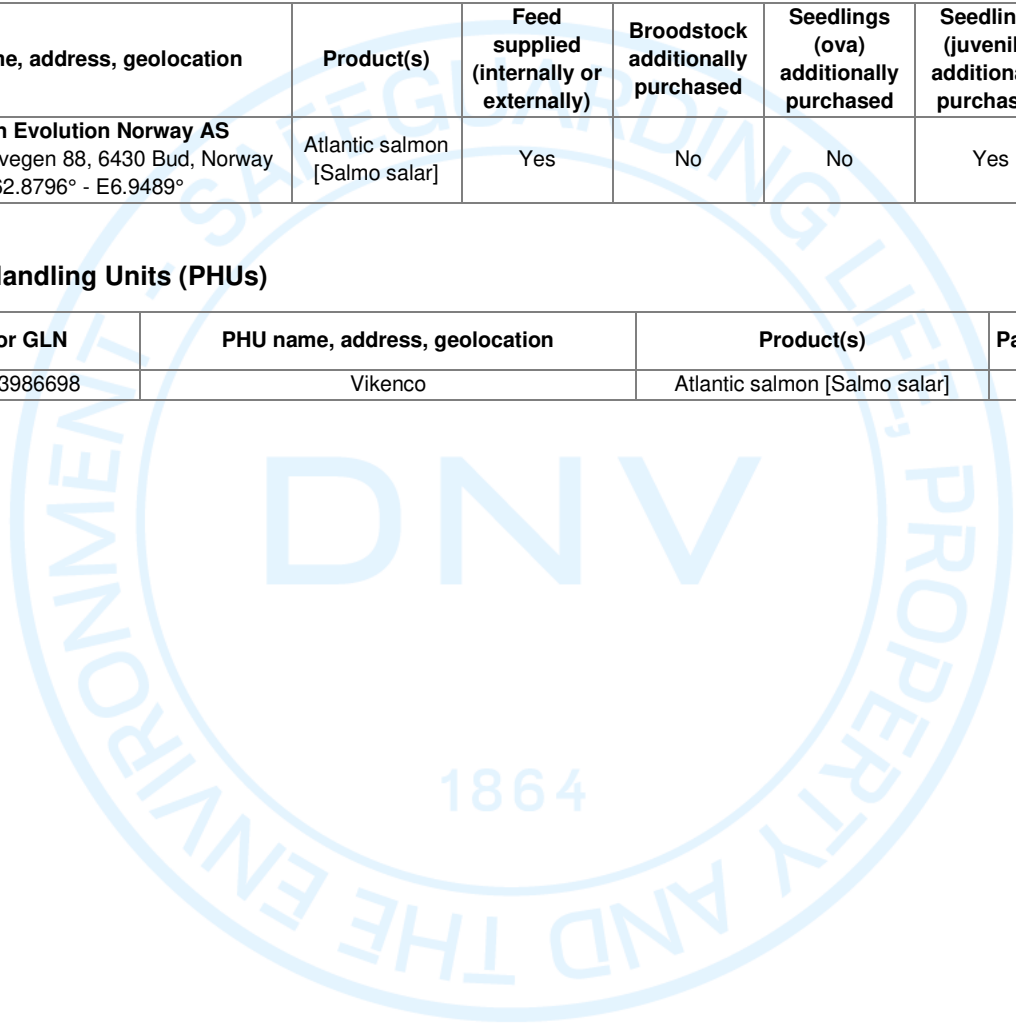 ne, address, geolocation
Product(s)
Feed
supplied
(internally or
externally)
Broodstock
additionally
purchased
Seedlings
(ova)
additionally
purchased
Seedlin
(juvenil
additiona
purchas
n Evolution Norway AS
vegen 88, 6430 Bud, Norway
62.8796° - E6.9489°
Atlantic salmon
[Salmo salar]
Yes
No
No
Yes
Handling Units (PHUs)
or GLN
PHU name, address, geolocation
Product(s)
Pa
3986698
Vikenco
Atlantic salmon [Salmo salar]
SAFEGUARDING LIFE, PROPERTY AND THE ENVIRONMENT -
DNV
1864